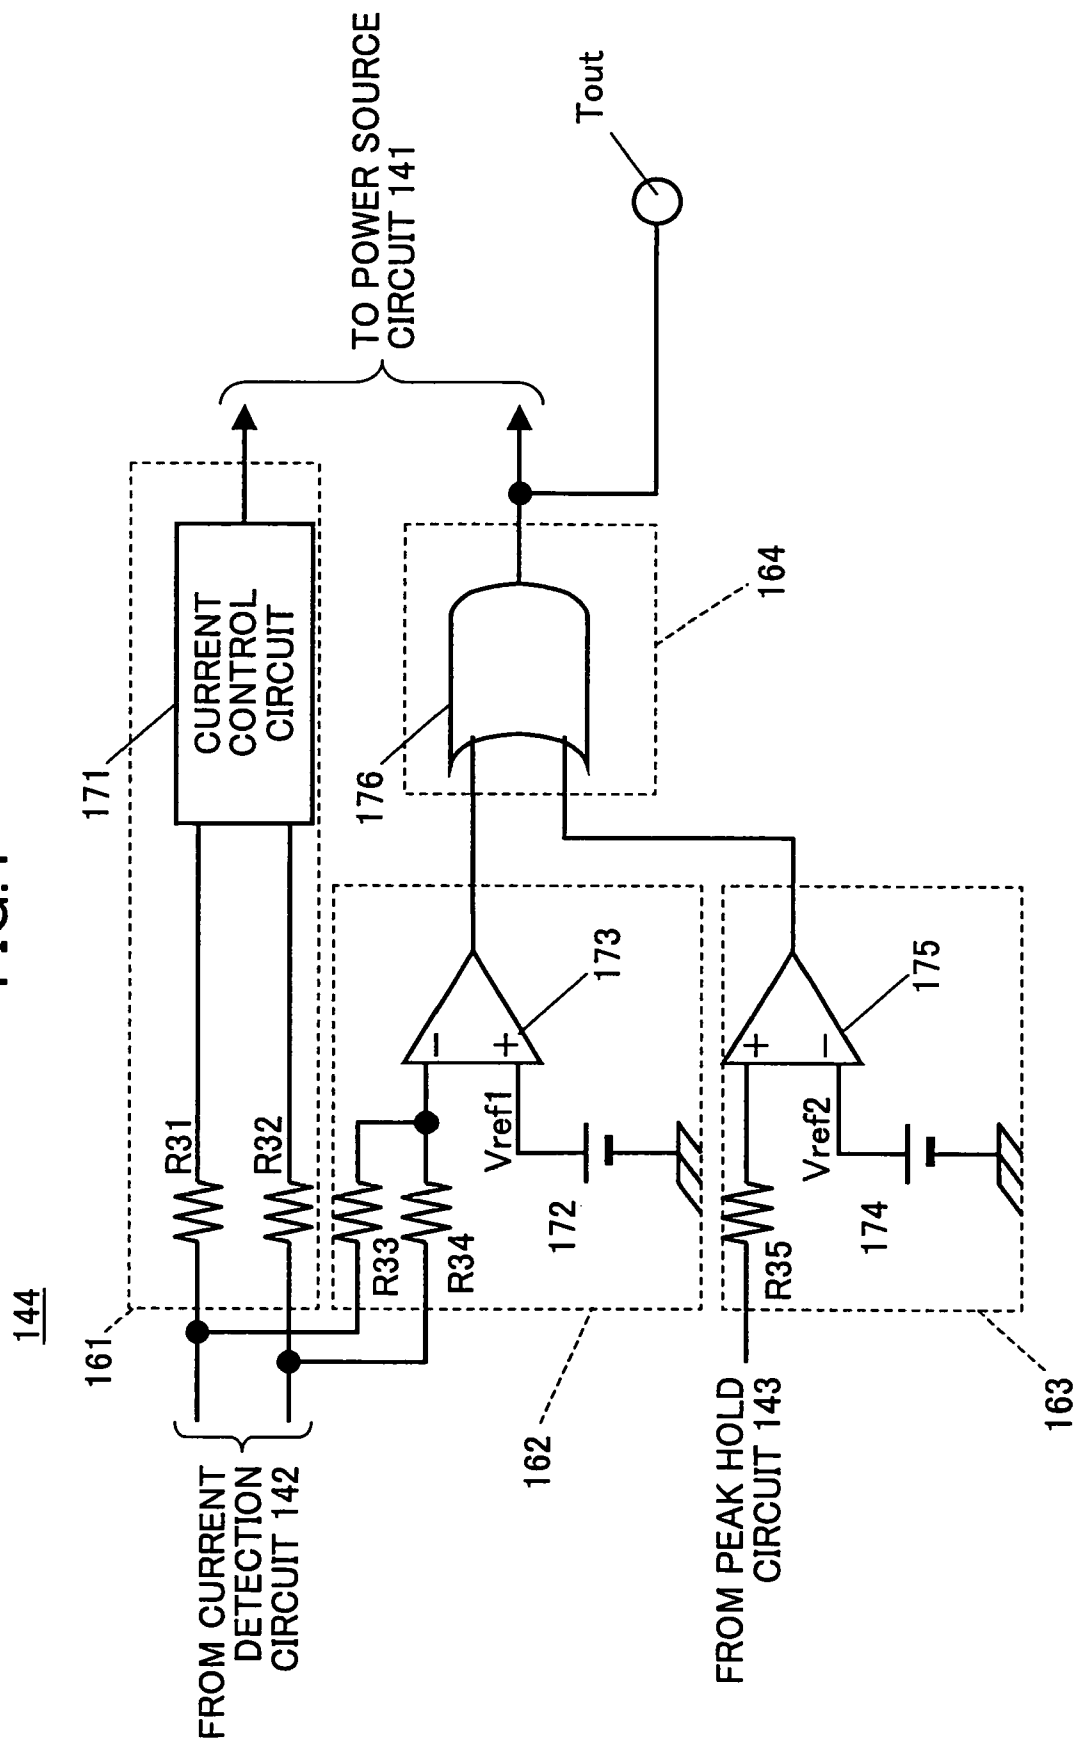 144
161
171
CURRENT
CONTROL
CIRCUIT
R31
R32
FROM CURRENT
DETECTION
CIRCUIT 142
TO POWER SOURCE
CIRCUIT 141
R33
R34
−
+
173
Vref1
172
162
176
164
Tout
FROM PEAK HOLD
CIRCUIT 143
R35
+
−
175
Vref2
174
163